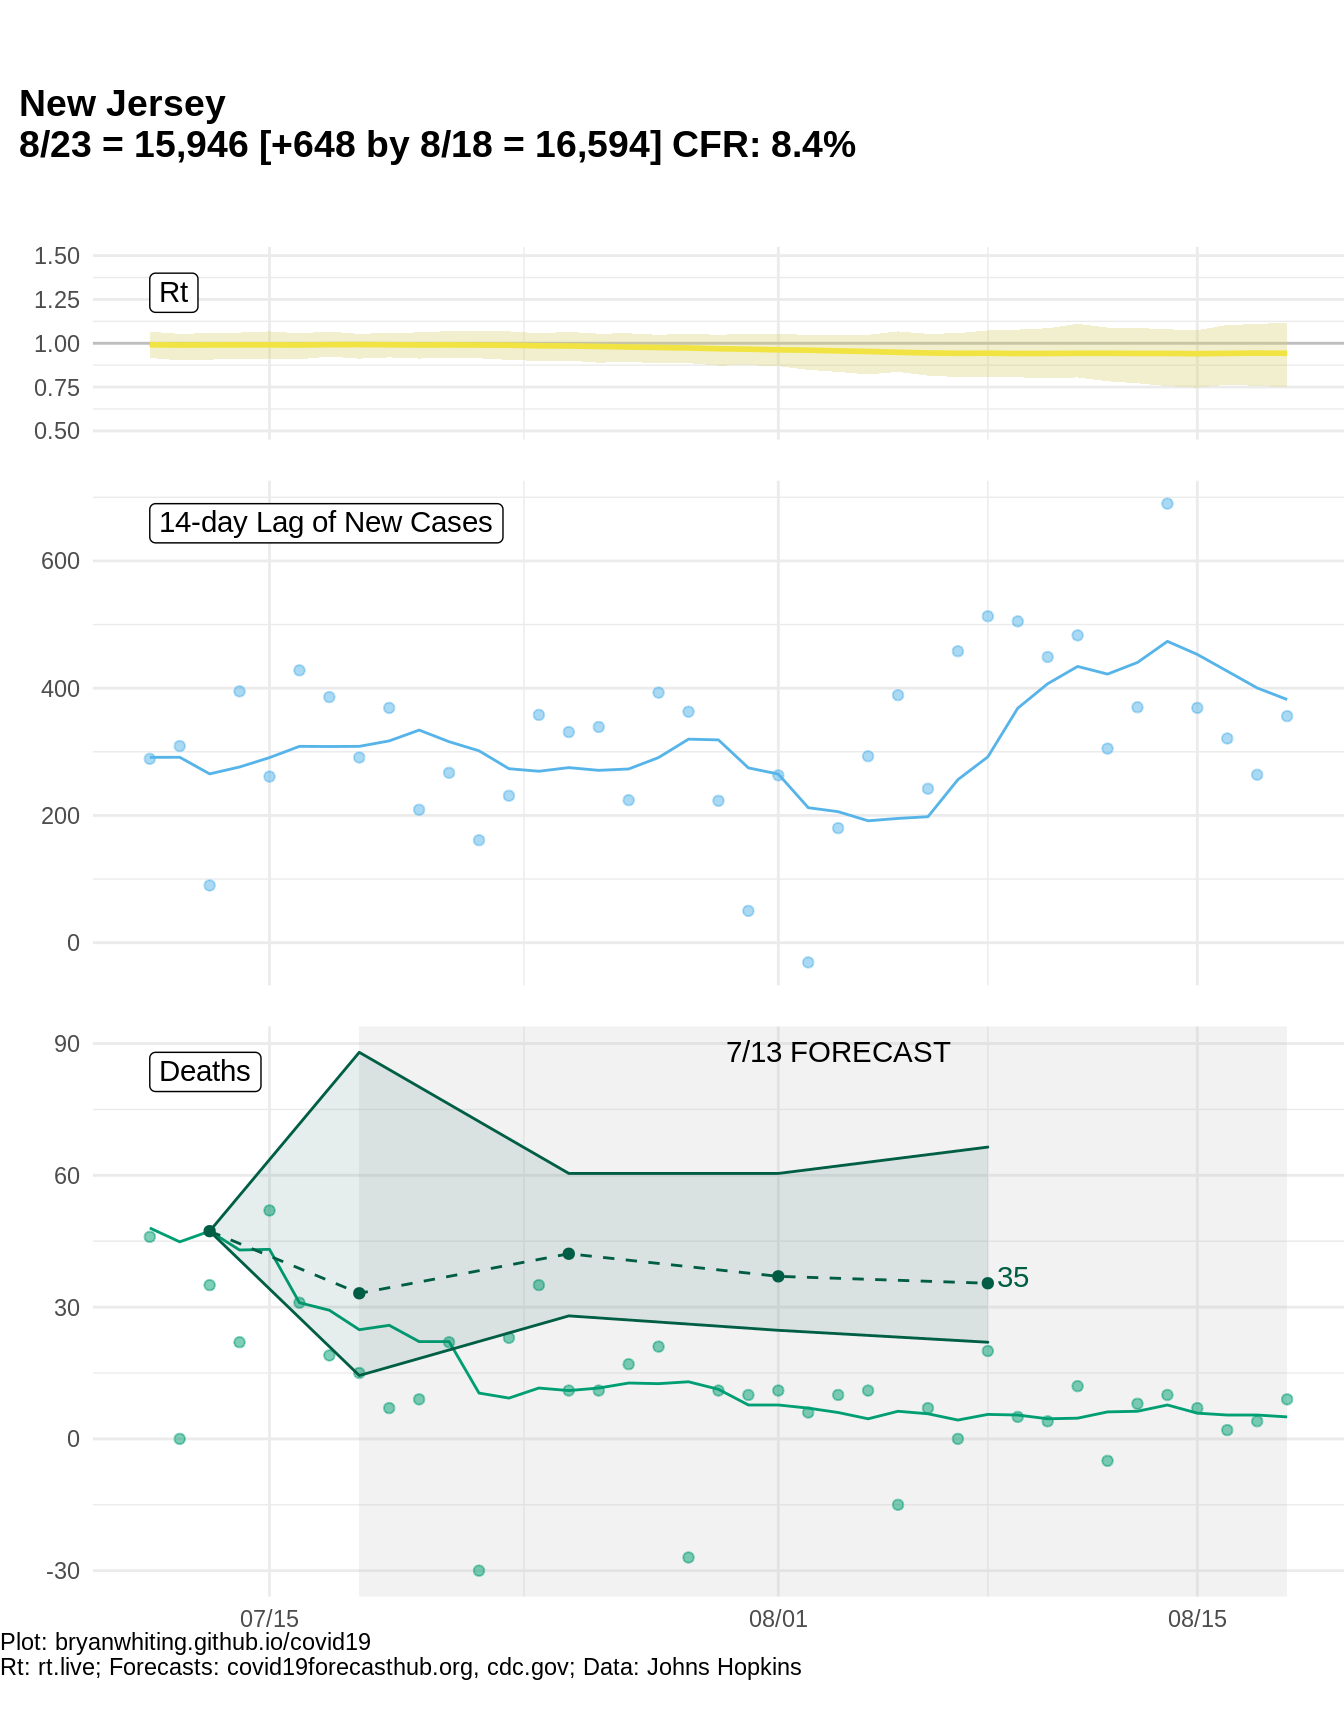 New Jersey
8/23 = 15,946 [+648 by 8/18 = 16,594] CFR: 8.4%
1.50
Rt
1.25
1.00
0.75
0.50
14-day Lag of New Cases
600
400
200
0
90
7/13 FORECAST
Deaths
60
35
30
0
-30
07/15 08/01 08/15
Plot: bryanwhiting.github.io/covid19
Rt: rt.live; Forecasts: covid19forecasthub.org, cdc.gov; Data: Johns Hopkins